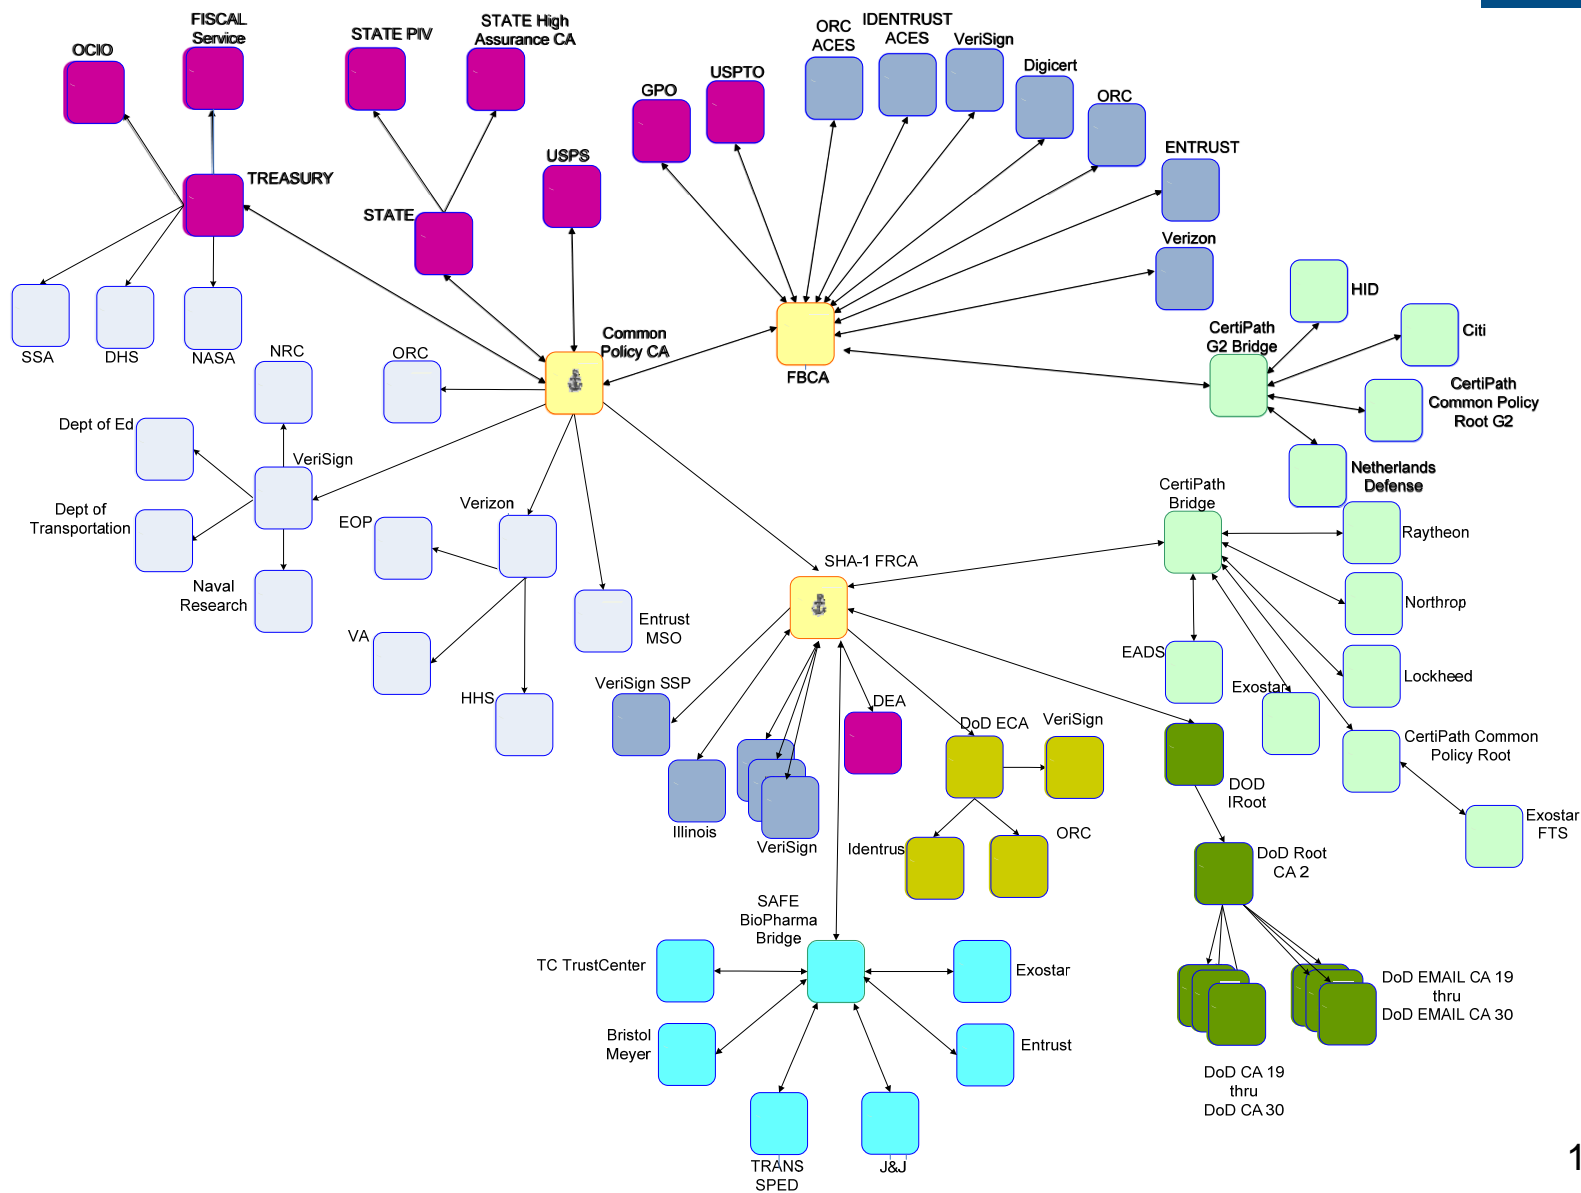 FISCAL
Service
OCIO
STATE PIV
STATE High
Assurance CA
ORC
ACES
IDENTRUST
ACES
VeriSign
Digicert
ORC
USPTO
GPO
ENTRUST
USPS
TREASURY
STATE
Verizon
HID
Citi
CertiPath
G2 Bridge
CertiPath
Common Policy
Root G2
Netherlands
Defense
Common
Policy CA
FBCA
SSA
DHS
NASA
NRC
ORC
Dept of Ed
VeriSign
Dept of
Transportation
Naval
Research
EOP
Verizon
VA
HHS
Entrust
MSO
SHA-1 FRCA
CertiPath
Bridge
Raytheon
Northrop
Lockheed
EADS
Exostar
CertiPath Common
Policy Root
Exostar
FTS
VeriSign SSP
Illinois
VeriSign
DEA
DoD ECA
VeriSign
Identrus
ORC
DOD
IRoot
DoD Root
CA 2
SAFE
BioPharma
Bridge
TC TrustCenter
Exostar
Bristol
Meyer
Entrust
TRANS
SPED
J&J
DoD EMAIL CA 19
thru
DoD EMAIL CA 30
DoD CA 19
thru
DoD CA 30
1